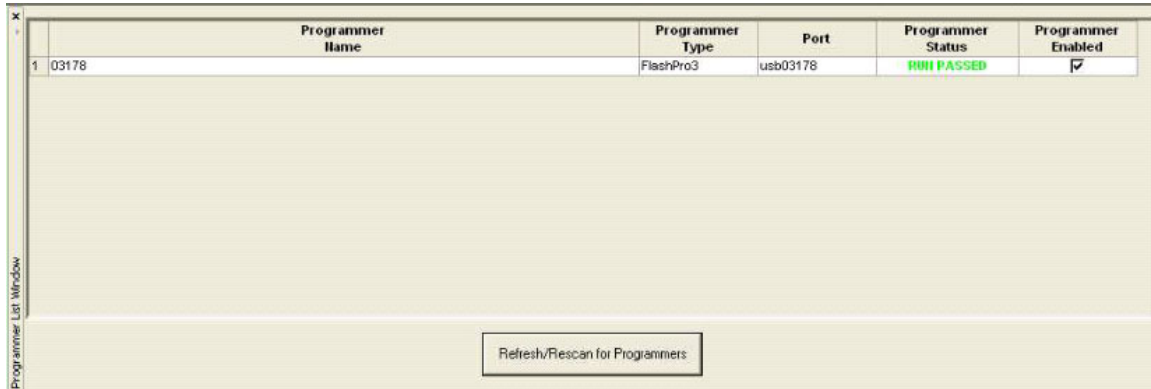 Programmer Name
Programmer Type
Port
Programmer Status
Programmer Enabled
1 03178 FlashPro3 usb03178 RUN PASSED
Programmer List Window
Refresh/Rescan for Programmers